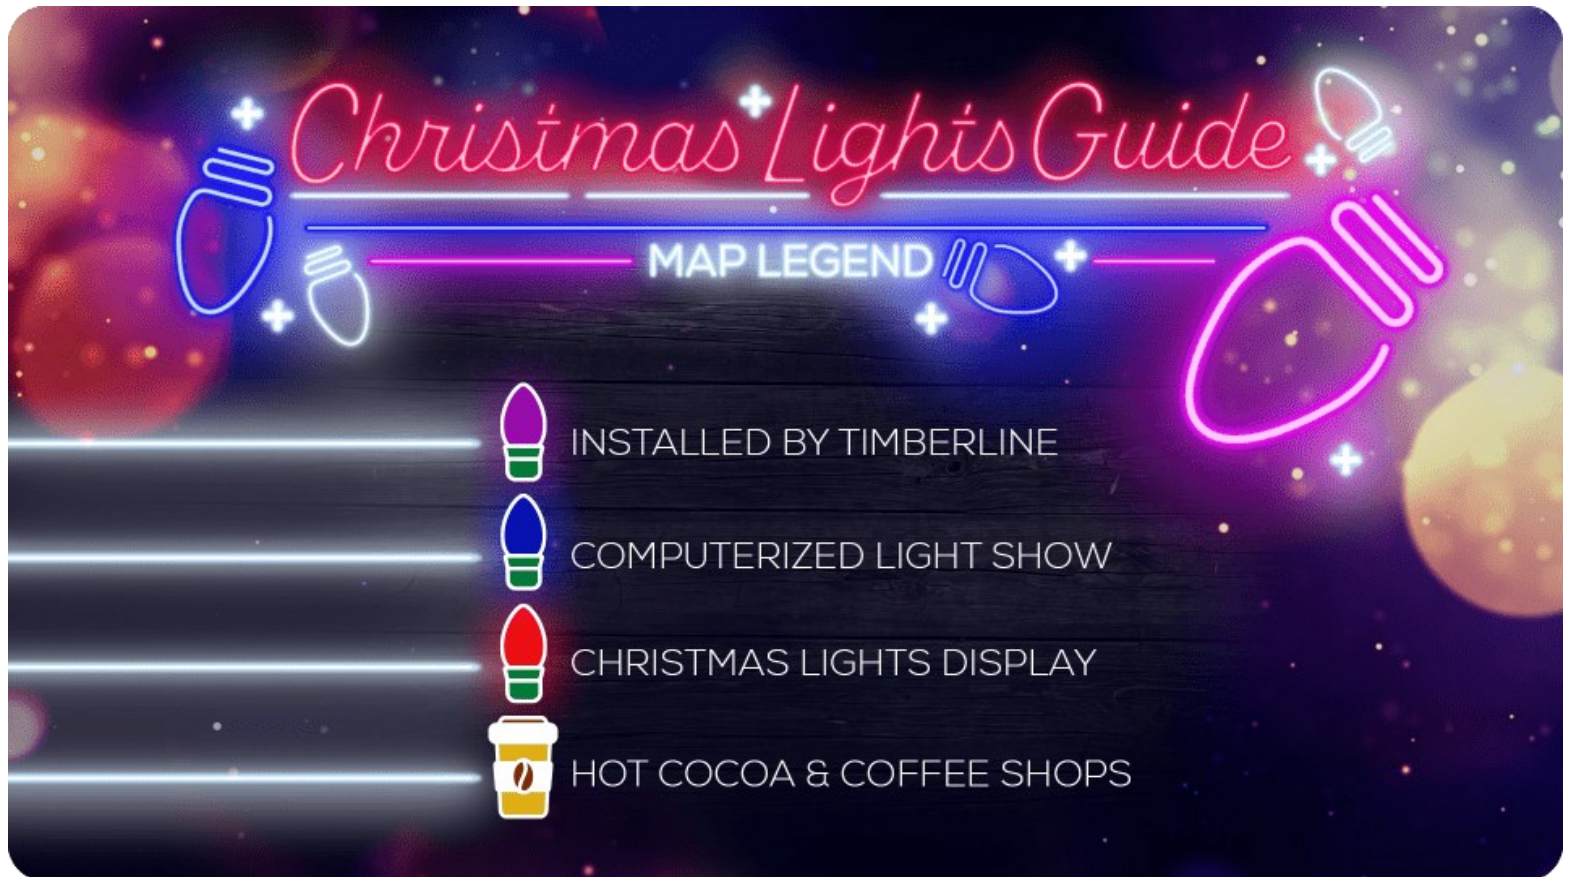 Christmas Lights Guide
MAP LEGEND
INSTALLED BY TIMBERLINE
COMPUTERIZED LIGHT SHOW
CHRISTMAS LIGHTS DISPLAY
HOT COCOA & COFFEE SHOPS